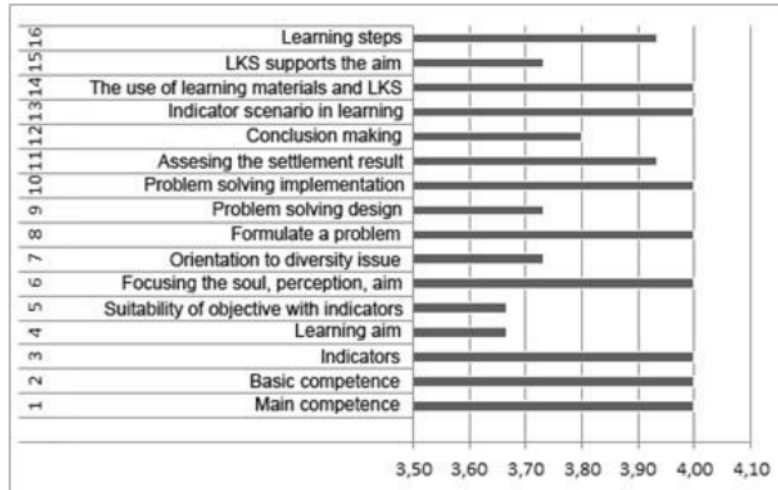 16 Learning steps
15 LKS supports the aim
14 The use of learning materials and LKS
13 Indicator scenario in learning
12 Conclusion making
11 Assesing the settlement result
10 Problem solving implementation
9 Problem solving design
8 Formulate a problem
7 Orientation to diversity issue
6 Focusing the soul, perception, aim
5 Suitability of objective with indicators
4 Learning aim
3 Indicators
2 Basic competence
1 Main competence
3,50 3,60 3,70 3,80 3,90 4,00 4,10